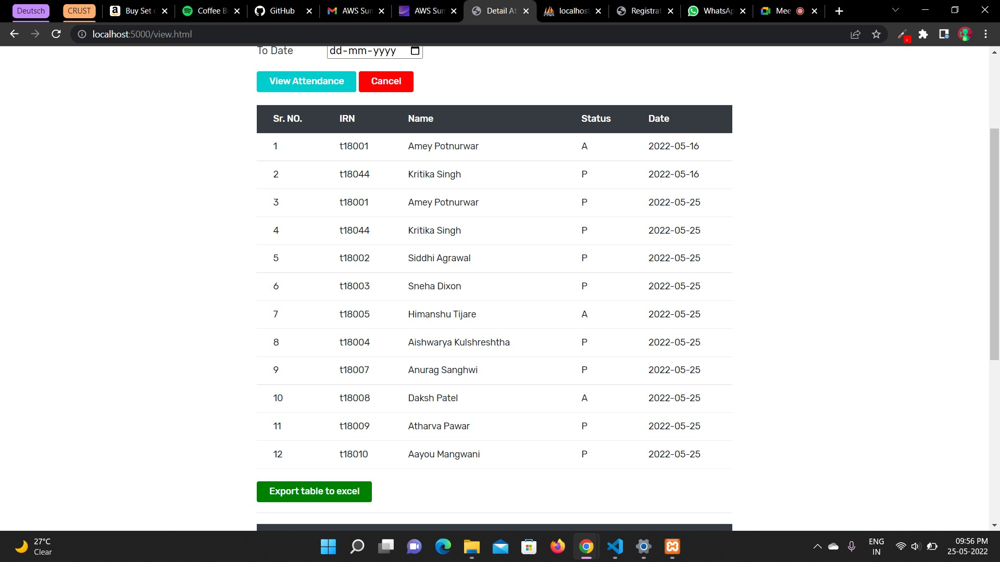 Deutsch CRUST Buy Set Coffee B GitHub AWS Sun AWS Sun Detail At localhost Registrat WhatsAp Mee
localhost:5000/view.html
To Date dd-mm-yyyy
View Attendance Cancel
Sr. NO. IRN Name Status Date
1 t18001 Amey Potnurwar A 2022-05-16
2 t18044 Kritika Singh P 2022-05-16
3 t18001 Amey Potnurwar P 2022-05-25
4 t18044 Kritika Singh P 2022-05-25
5 t18002 Siddhi Agrawal P 2022-05-25
6 t18003 Sneha Dixon P 2022-05-25
7 t18005 Himanshu Tijare A 2022-05-25
8 t18004 Aishwarya Kulshreshtha P 2022-05-25
9 t18007 Anurag Sanghwi P 2022-05-25
10 t18008 Daksh Patel A 2022-05-25
11 t18009 Atharva Pawar P 2022-05-25
12 t18010 Aayou Mangwani P 2022-05-25
Export table to excel
27°C
Clear
ENG
IN
09:56 PM
25-05-2022